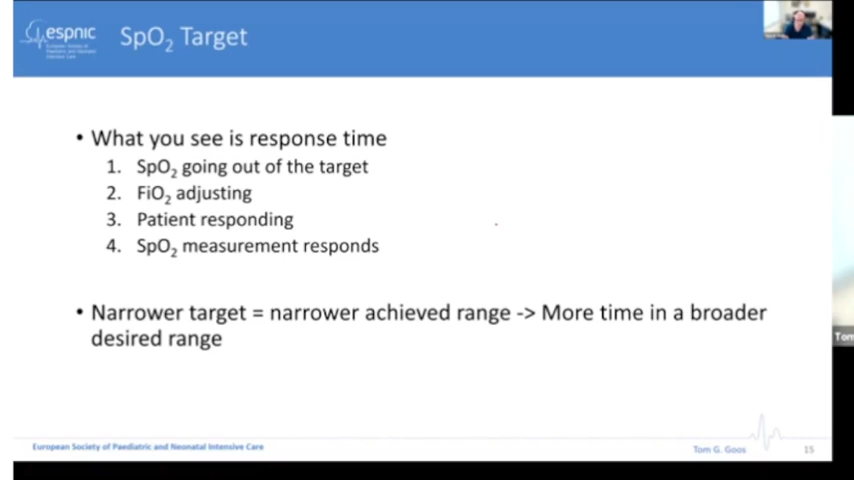 espnic
European Society of
Paediatric and Neonatal
Intensive Care
SpO₂ Target
• What you see is response time
1. SpO₂ going out of the target
2. FiO₂ adjusting
3. Patient responding
4. SpO₂ measurement responds
• Narrower target = narrower achieved range -> More time in a broader
desired range
Tom
European Society of Paediatric and Neonatal Intensive Care
Tom G. Goos
15